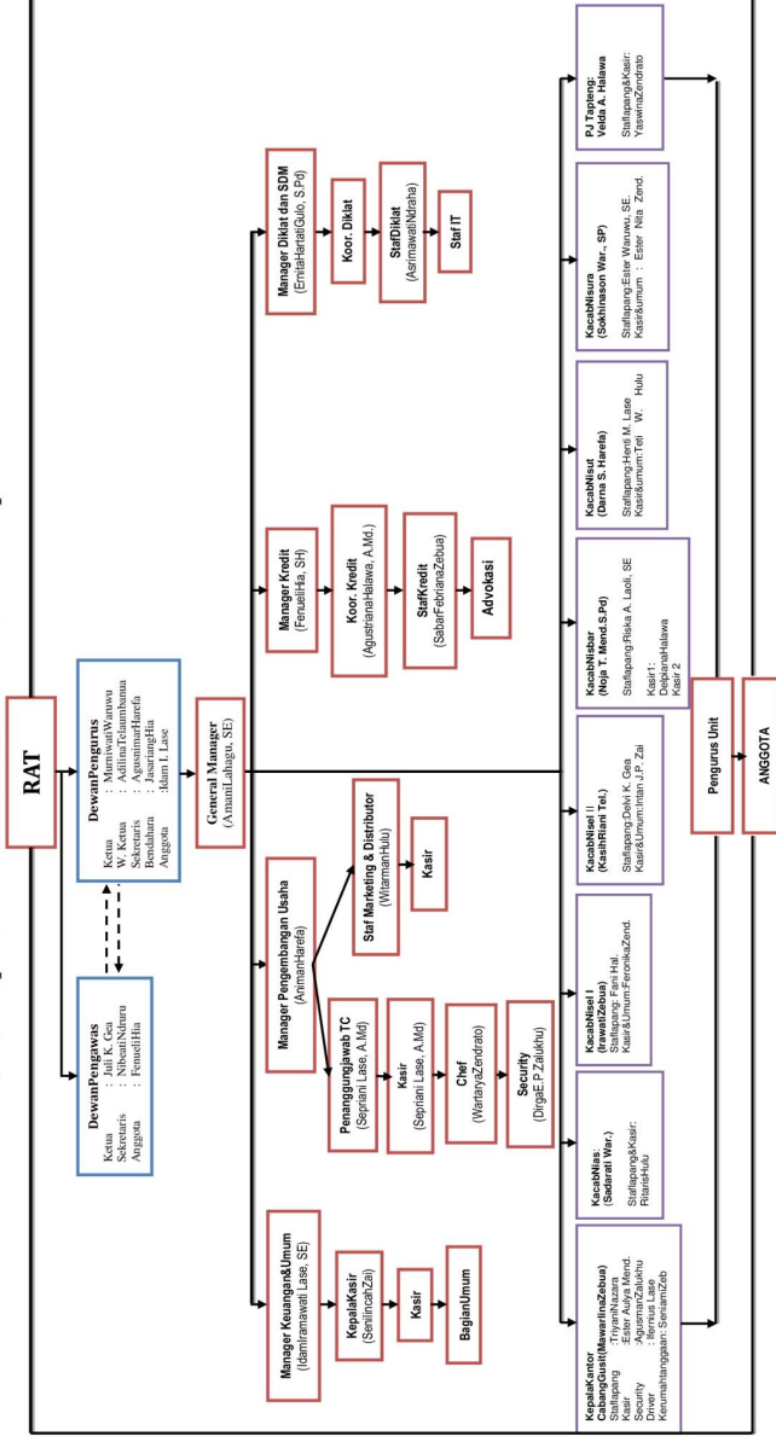 RAT
DewanPengawas
Ketua : Juli K. Gea
Sekretaris : NibeatiNdruru
Anggota : FenueliHia
DewanPengurus
Ketua : MurniwatiWaruwu
W. Ketua : AdilinaTelaumbanua
Sekretaris : AgusnimarHarefa
Bendahara : JasariangHia
Anggota :Idam I. Lase
General Manager
(AmaniLahagu, SE)
Manager Keuangan&Umum
(IdamIramawati Lase, SE)
KepalaKasir
(SenilincahZai)
Kasir
BagianUmum
Manager Pengembangan Usaha
(AnimanHarefa)
Penanggungjawab TC
(Sepriani Lase, A.Md)
Kasir
(Sepriani Lase, A.Md)
Chef
(WartaryaZendrato)
Security
(DirgaE.P.Zalukhu)
Staf Marketing & Distributor
(WitarmanHulu)
Kasir
Manager Kredit
(FenueliHia, SH)
Koor. Kredit
(AgustrianaHalawa, A.Md.)
StafKredit
(SabarFebrianaZebua)
Advokasi
Manager Diklat dan SDM
(ErnitaHartatiGulo, S.Pd)
Koor. Diklat
StafDiklat
(AsrimawatiNdraha)
Staf IT
KepalaKantor
CabangGusit(MawarlinaZebua)
Staflapang :TriyaniNazara
Kasir :Ester Aulya Mend.
Security :AgusmanZalukhu
Driver : Ifernius Lase
Kerumahtanggaan: SeniamiZeb
KacabNias:
(Sadarati War.)
Staflapang&Kasir:
RitarisHulu
KacabNisel I
(IrawatiZebua)
Staflapang: Fani Hal.
Kasir&Umum:FeronikaZend.
KacabNisel II
(KasihRiani Tel.)
Staflapang:Delvi K. Gea
Kasir&Umum:Intan J.P. Zai
KacabNisbar
(Noja T. Mend.S.Pd)
Staflapang:Riska A. Laoli, SE
Kasir1:
DelpianaHalawa
Kasir 2
KacabNisut
(Darna S. Harefa)
Staflapang:Henti M. Lase
Kasir&umum:Teti W. Hulu
KacabNisura
(Sokhinason War., SP)
Staflapang:Ester Waruwu, SE.
Kasir&umum : Ester Nita Zend.
PJ Tapteng:
Velda A. Halawa
Staflapang&Kasir:
YaswinaZendrato
Pengurus Unit
ANGGOTA